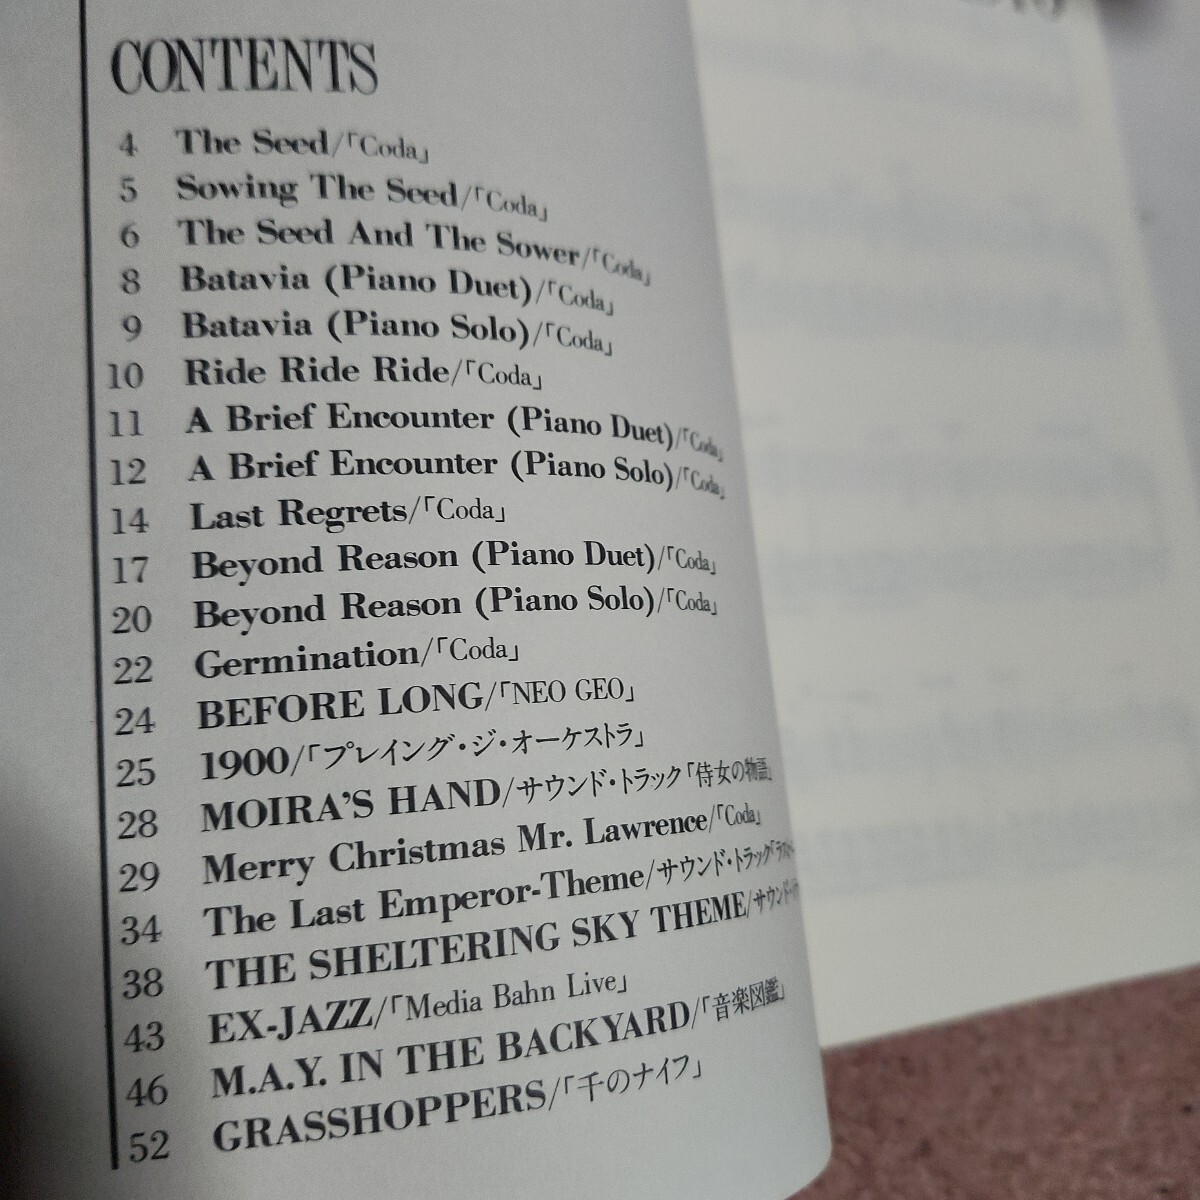 CONTENTS
4 The Seed/「Coda」
5 Sowing The Seed/「Coda」
6 The Seed And The Sower/「Coda」
8 Batavia (Piano Duet)/「Coda」
9 Batavia (Piano Solo)/「Coda」
10 Ride Ride Ride/「Coda」
11 A Brief Encounter (Piano Duet)/「Coda」
12 A Brief Encounter (Piano Solo)/「Coda」
14 Last Regrets/「Coda」
17 Beyond Reason (Piano Duet)/「Coda」
20 Beyond Reason (Piano Solo)/「Coda」
22 Germination/「Coda」
24 BEFORE LONG/「NEO GEO」
25 1900/「プレイング・ジ・オーケストラ」
28 MOIRA'S HAND/サウンド・トラック「侍女の物語」
29 Merry Christmas Mr. Lawrence/「Coda」
34 The Last Emperor-Theme/サウンド・トラック
38 THE SHELTERING SKY THEME/
43 EX-JAZZ/「Media Bahn Live」
46 M.A.Y. IN THE BACKYARD/「音楽図鑑」
52 GRASSHOPPERS/「千のナイフ」